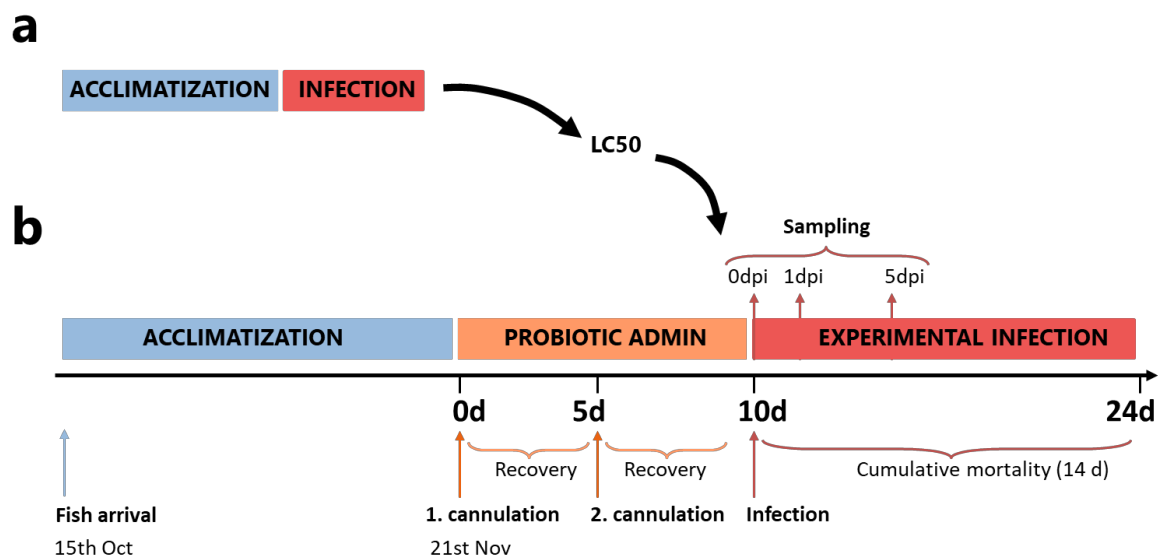 a
ACCLIMATIZATION INFECTION
LC50
b
Sampling
0dpi 1dpi 5dpi
ACCLIMATIZATION PROBIOTIC ADMIN EXPERIMENTAL INFECTION
0d 5d 10d 24d
Recovery Recovery Cumulative mortality (14 d)
Fish arrival 1. cannulation 2. cannulation Infection
15th Oct 21st Nov